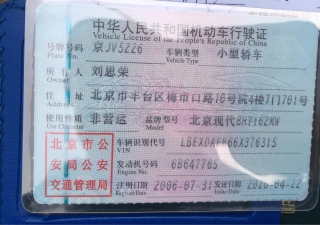 中华人民共和国机动车行驶证
Vehicle License of the People's Republic of China
号牌号码 京JV5226 车辆类型 小型轿车
Plate No. Vehicle Type
所有人 刘思荣
Owner
住址 北京市丰台区梅市口路16号院4楼7门701号
Address
使用性质 非营运 品牌型号 北京现代BH7162MW
Use Character Model
北京市公 车辆识别代号 LBEXDAEB66X376315
VIN
安局公安 发动机号码 6B647765
Engine No.
交通管理局 注册日期 2006-07-31 发证日期 2020-04-22
Register Date Issue Date